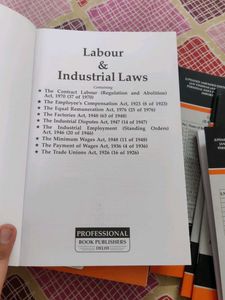 Labour
&
Industrial Laws
Containing
★ The Contract Labour (Regulation and Abolition)
Act, 1970 (37 of 1970)
★ The Employee's Compensation Act, 1923 (8 of 1923)
★ The Equal Remuneration Act, 1976 (25 of 1976)
★ The Factories Act, 1948 (63 of 1948)
★ The Industrial Disputes Act, 1947 (14 of 1947)
★ The Industrial Employment (Standing Orders)
Act, 1946 (20 of 1946)
★ The Minimum Wages Act, 1948 (11 of 1948)
★ The Payment of Wages Act, 1936 (4 of 1936)
★ The Trade Unions Act, 1926 (16 of 1926)
PROFESSIONAL
BOOK PUBLISHERS
DELHI